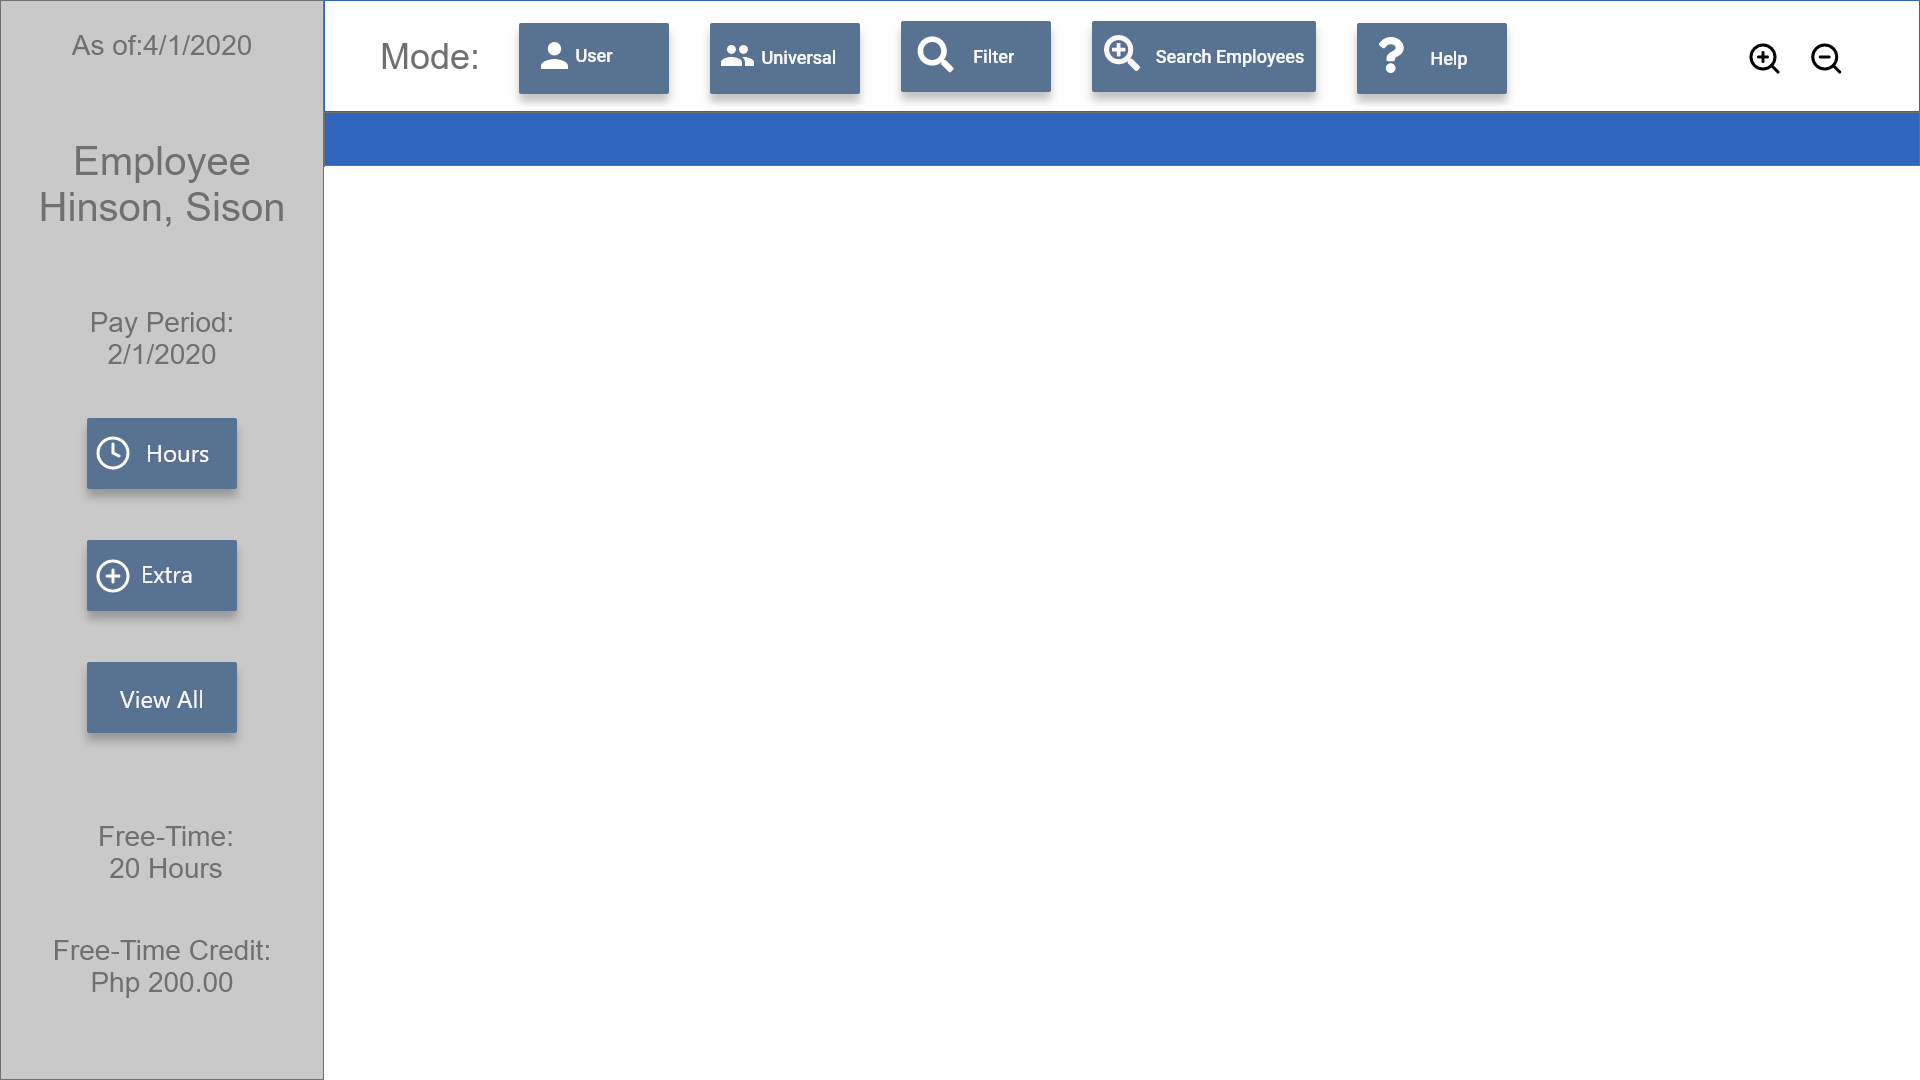 As of:4/1/2020
Employee
Hinson, Sison
Pay Period:
2/1/2020
Hours
Extra
View All
Free-Time:
20 Hours
Free-Time Credit:
Php 200.00
Mode:
User
Universal
Filter
Search Employees
Help